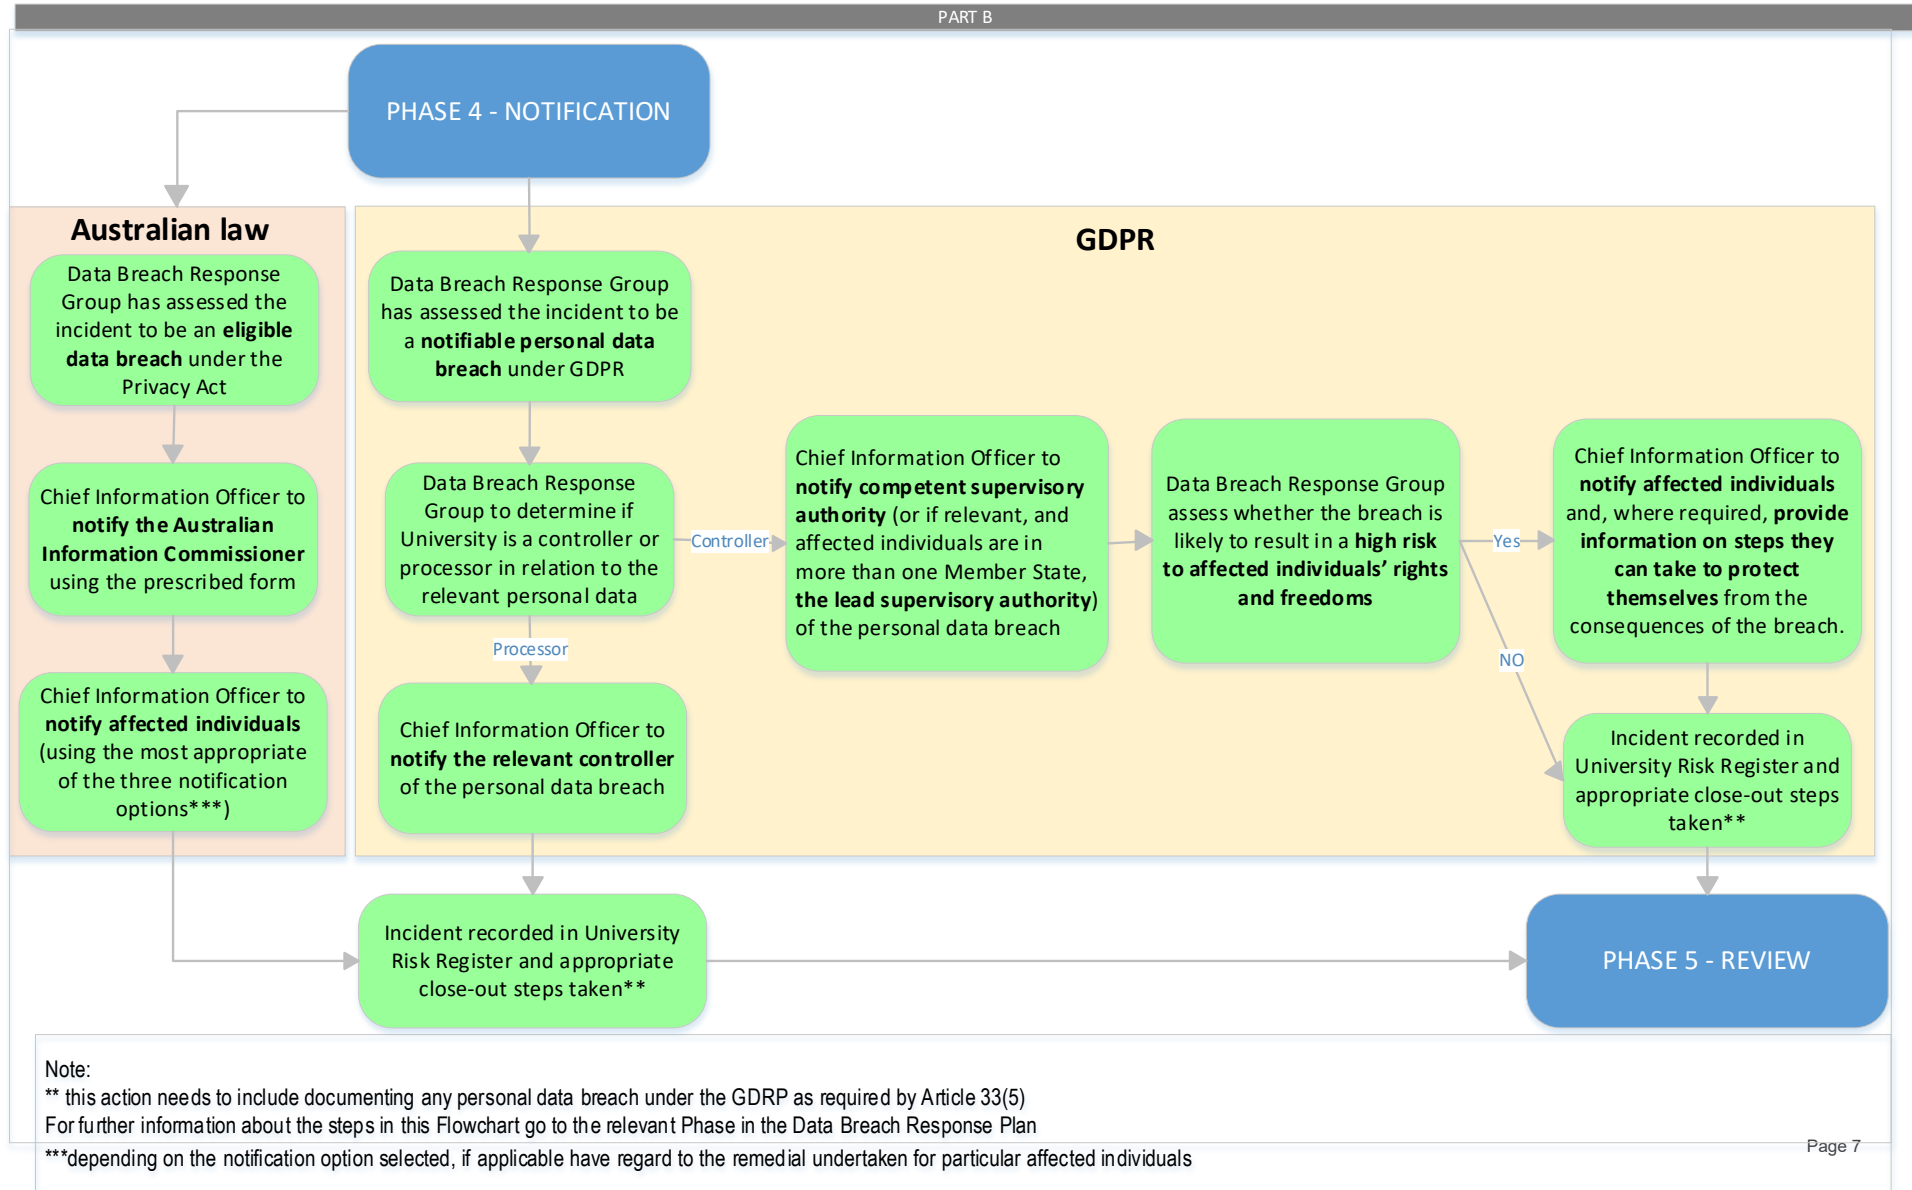 PART B
PHASE 4 - NOTIFICATION
Australian law
Data Breach Response
Group has assessed the
incident to be an eligible
data breach under the
Privacy Act
Chief Information Officer to
notify the Australian
Information Commissioner
using the prescribed form
Chief Information Officer to
notify affected individuals
(using the most appropriate
of the three notification
options***)
GDPR
Data Breach Response Group
has assessed the incident to be
a notifiable personal data
breach under GDPR
Data Breach Response
Group to determine if
University is a controller or
processor in relation to the
relevant personal data
Controller
Processor
Chief Information Officer to
notify the relevant controller
of the personal data breach
Chief Information Officer to
notify competent supervisory
authority (or if relevant, and
affected individuals are in
more than one Member State,
the lead supervisory authority)
of the personal data breach
Data Breach Response Group
assess whether the breach is
likely to result in a high risk
to affected individuals’ rights
and freedoms
Yes
NO
Chief Information Officer to
notify affected individuals
and, where required, provide
information on steps they
can take to protect
themselves from the
consequences of the breach.
Incident recorded in
University Risk Register and
appropriate close-out steps
taken**
Incident recorded in University
Risk Register and appropriate
close-out steps taken**
PHASE 5 - REVIEW
Note:
** this action needs to include documenting any personal data breach under the GDRP as required by Article 33(5)
For further information about the steps in this Flowchart go to the relevant Phase in the Data Breach Response Plan
***depending on the notification option selected, if applicable have regard to the remedial undertaken for particular affected individuals
Page 7